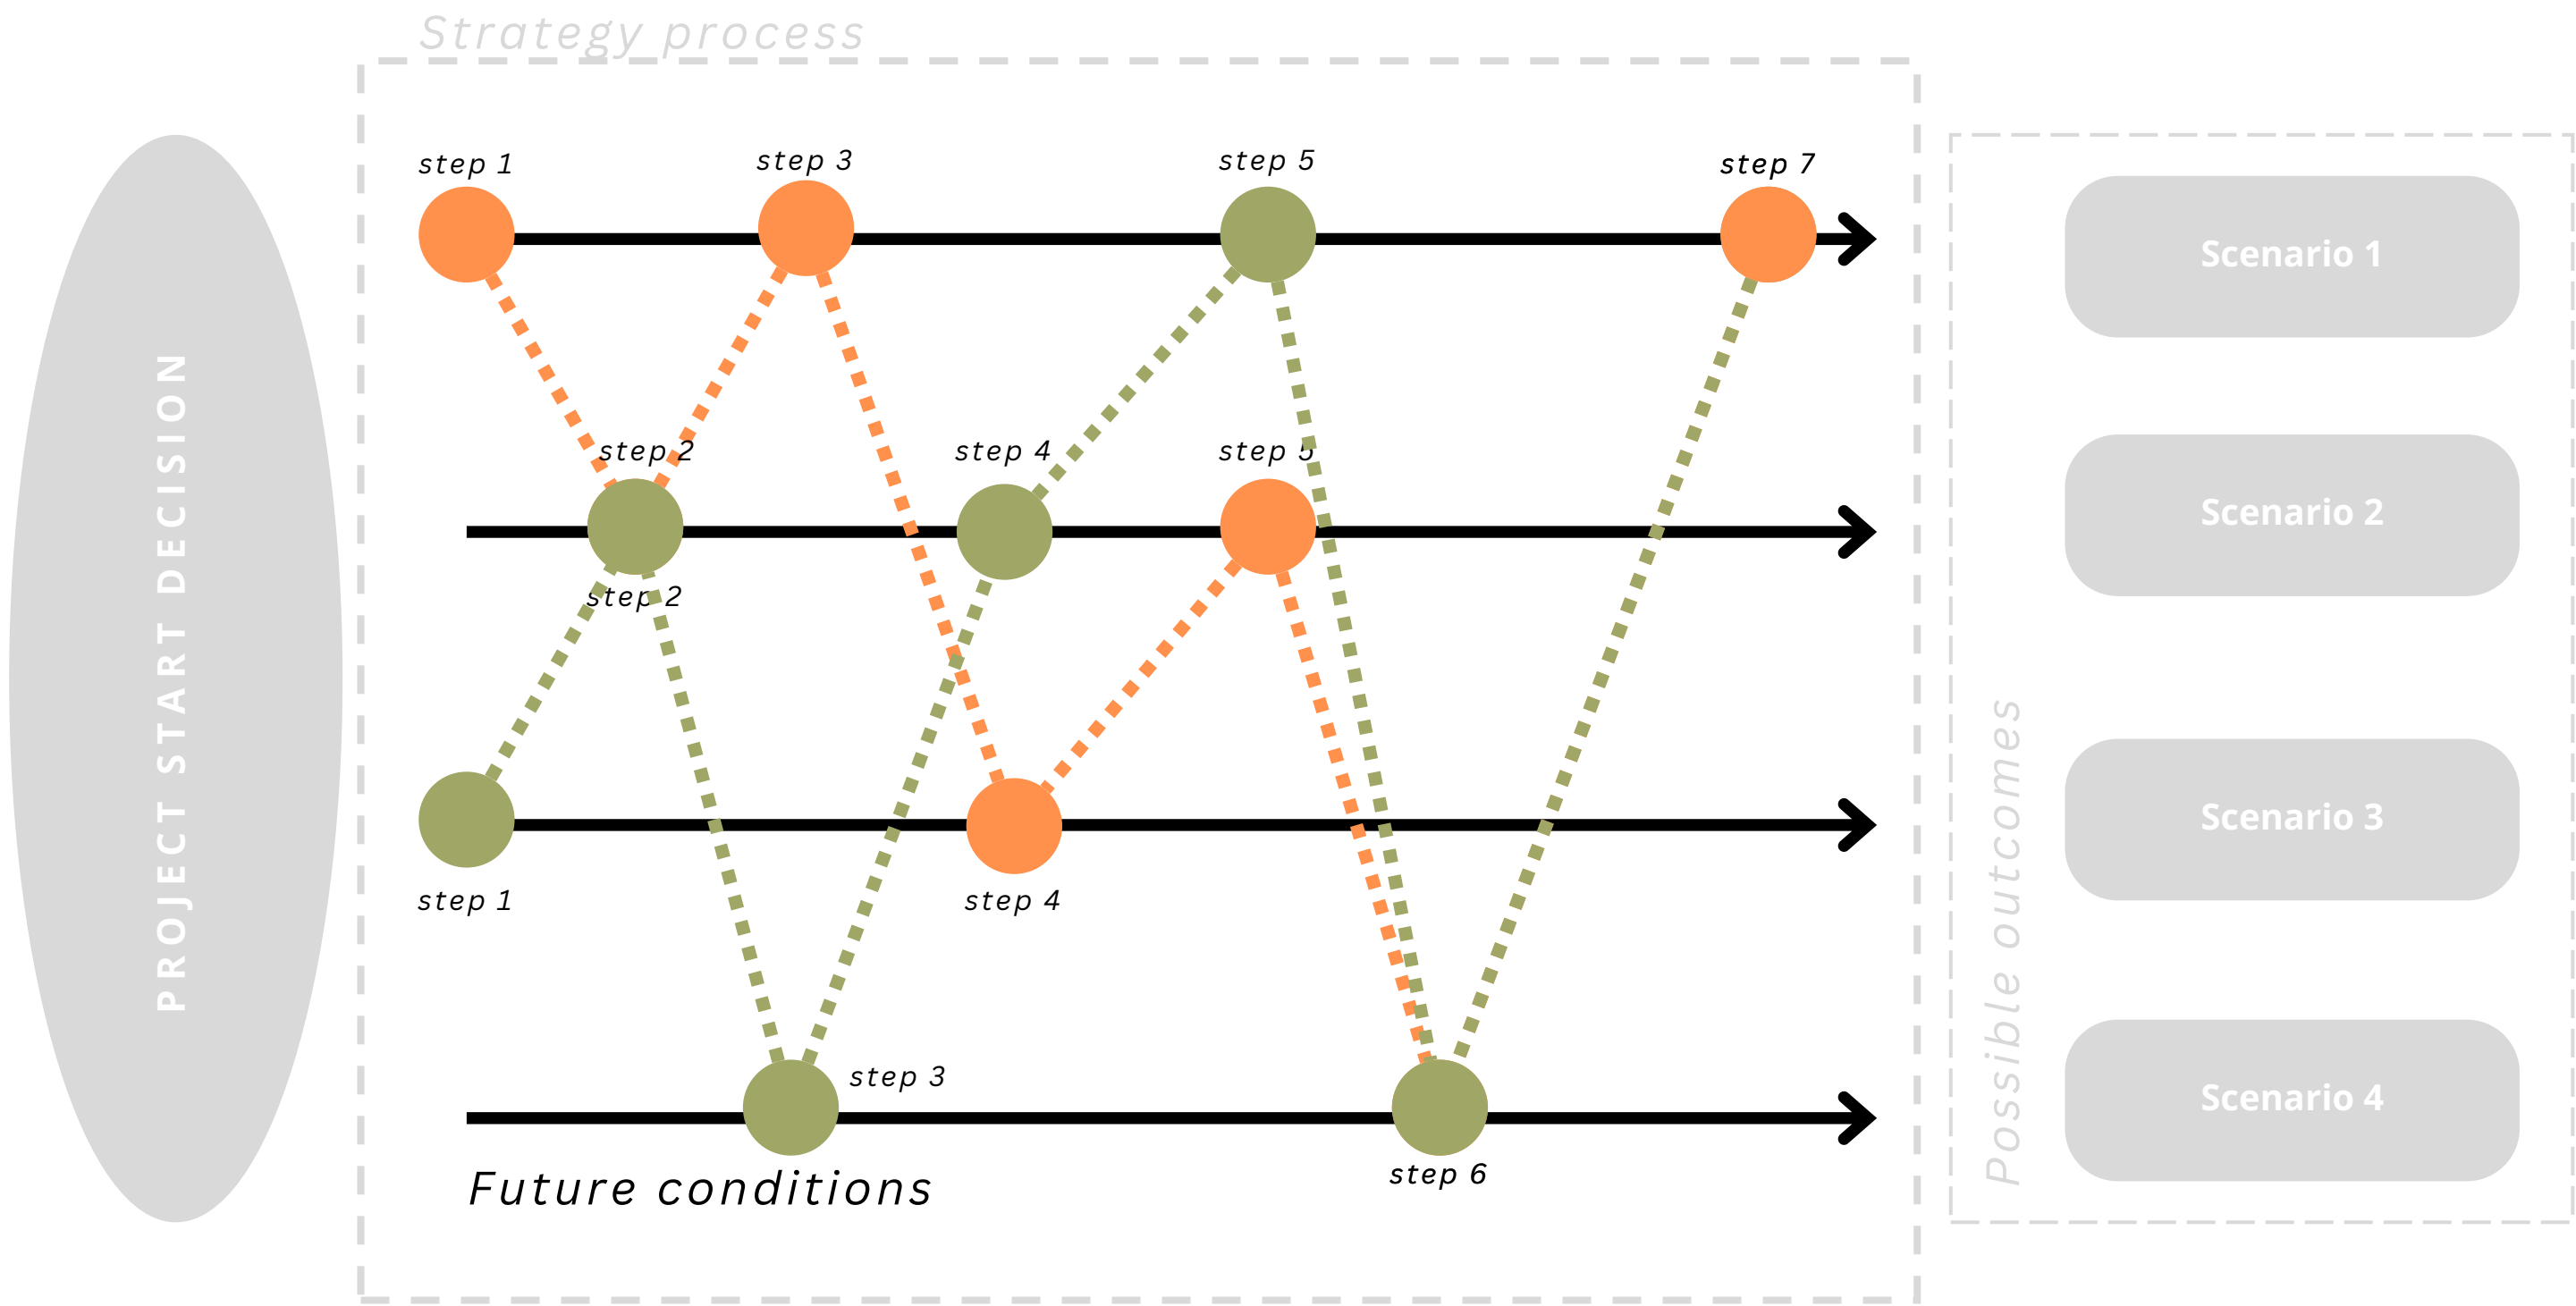 Strategy process
PROJECT START DECISION
step 1
step 3
step 5
step 7
step 2
step 4
step 5
step 2
step 1
step 4
step 3
step 6
Future conditions
Possible outcomes
Scenario 1
Scenario 2
Scenario 3
Scenario 4